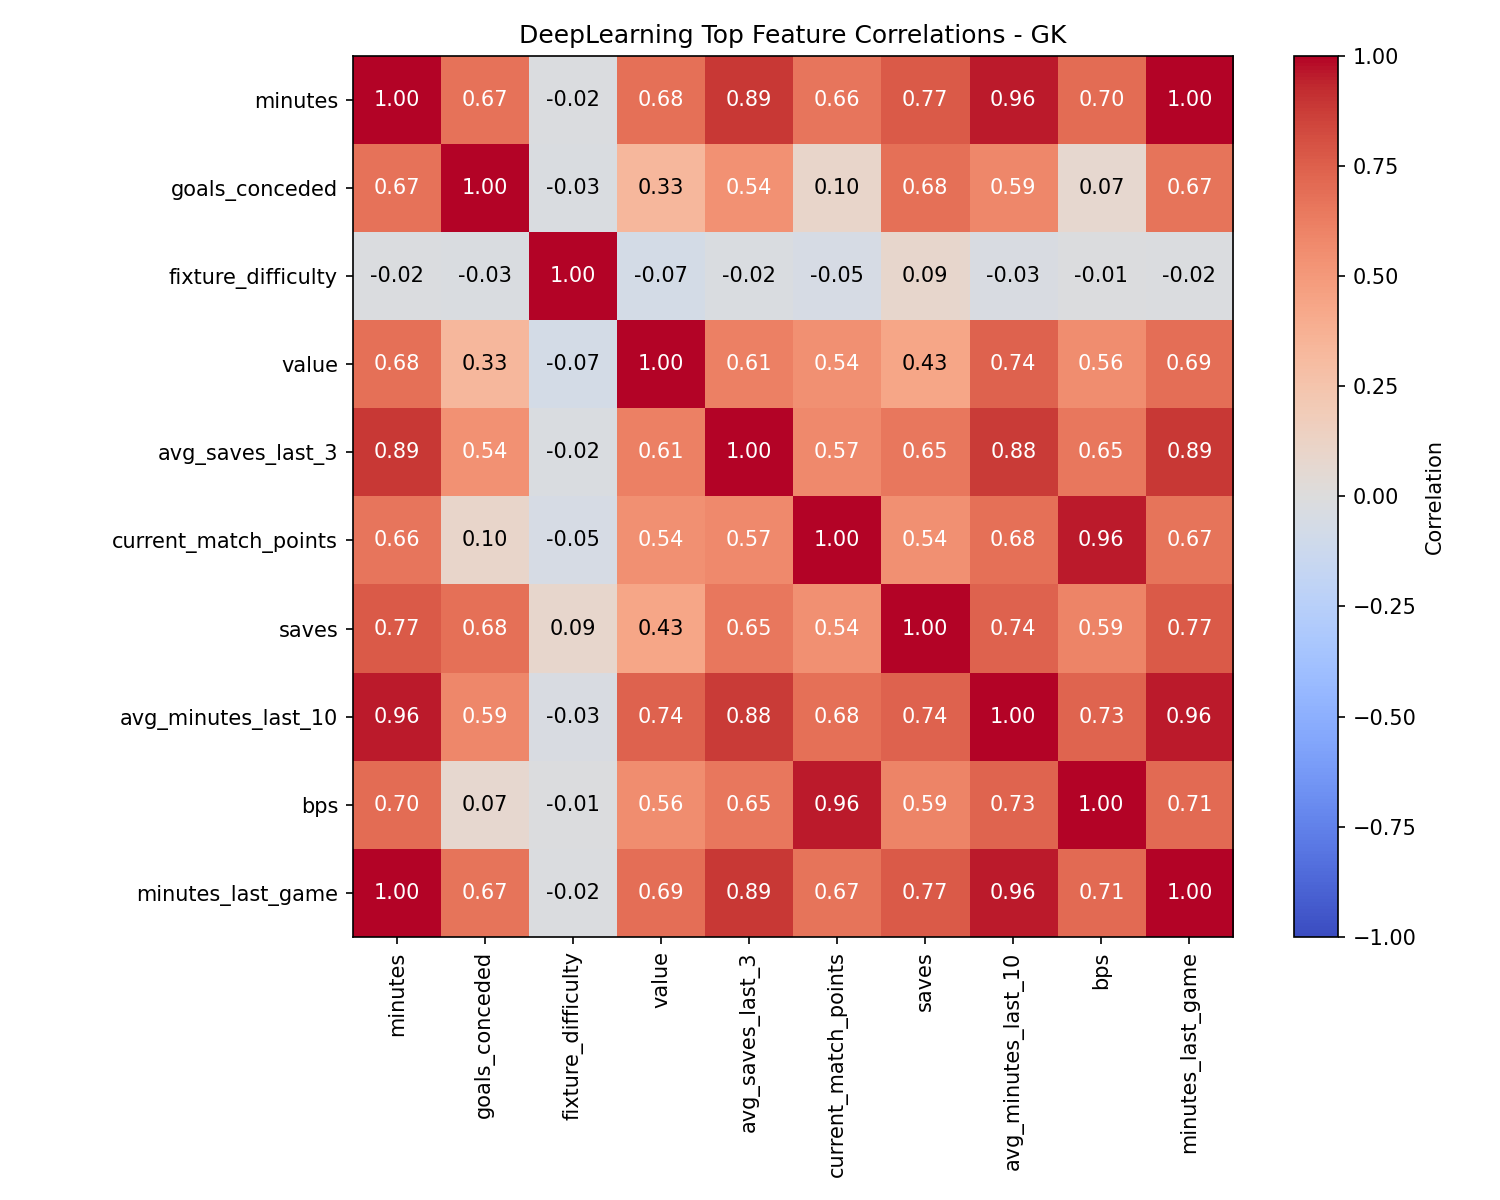 DeepLearning Top Feature Correlations - GK
minutes 1.00 0.67 -0.02 0.68 0.89 0.66 0.77 0.96 0.70 1.00
goals_conceded 0.67 1.00 -0.03 0.33 0.54 0.10 0.68 0.59 0.07 0.67
fixture_difficulty -0.02 -0.03 1.00 -0.07 -0.02 -0.05 0.09 -0.03 -0.01 -0.02
value 0.68 0.33 -0.07 1.00 0.61 0.54 0.43 0.74 0.56 0.69
avg_saves_last_3 0.89 0.54 -0.02 0.61 1.00 0.57 0.65 0.88 0.65 0.89
current_match_points 0.66 0.10 -0.05 0.54 0.57 1.00 0.54 0.68 0.96 0.67
saves 0.77 0.68 0.09 0.43 0.65 0.54 1.00 0.74 0.59 0.77
avg_minutes_last_10 0.96 0.59 -0.03 0.74 0.88 0.68 0.74 1.00 0.73 0.96
bps 0.70 0.07 -0.01 0.56 0.65 0.96 0.59 0.73 1.00 0.71
minutes_last_game 1.00 0.67 -0.02 0.69 0.89 0.67 0.77 0.96 0.71 1.00
minutes
goals_conceded
fixture_difficulty
value
avg_saves_last_3
current_match_points
saves
avg_minutes_last_10
bps
minutes_last_game
1.00
0.75
0.50
0.25
0.00
−0.25
−0.50
−0.75
−1.00
Correlation